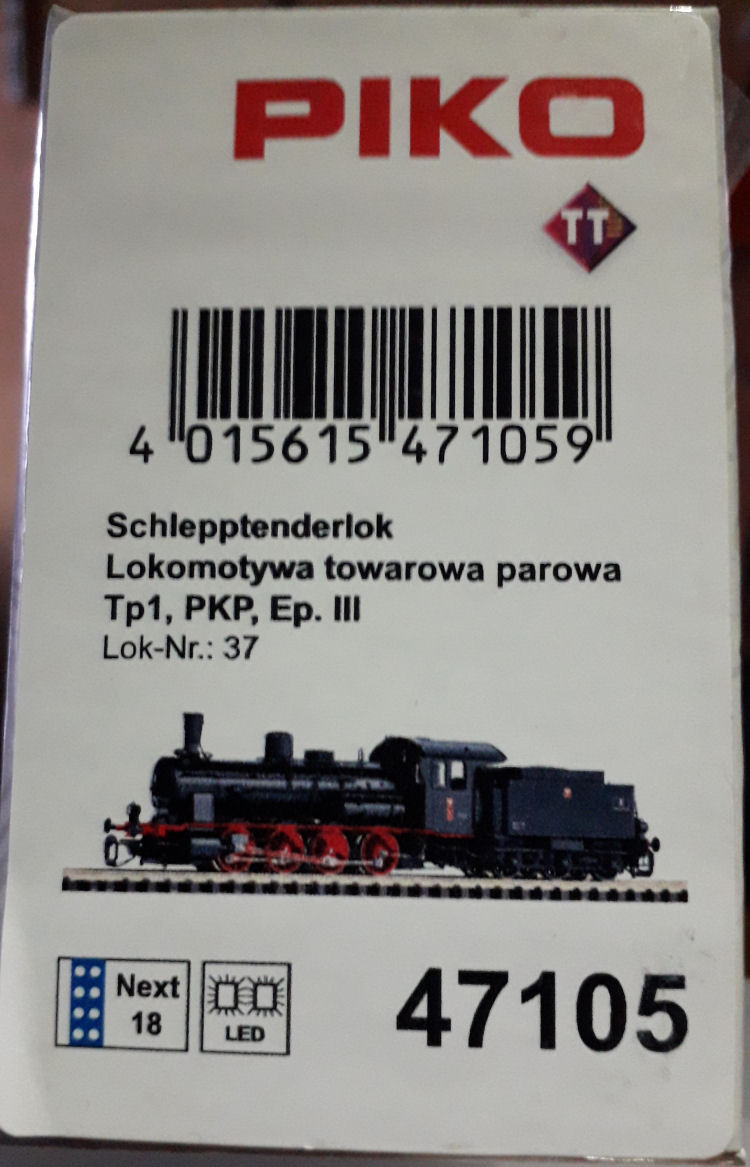 PIKO
TT
4 015615 471059
Schlepptenderlok
Lokomotywa towarowa parowa
Tp1, PKP, Ep. III
Lok-Nr.: 37
Next
18
LED
47105